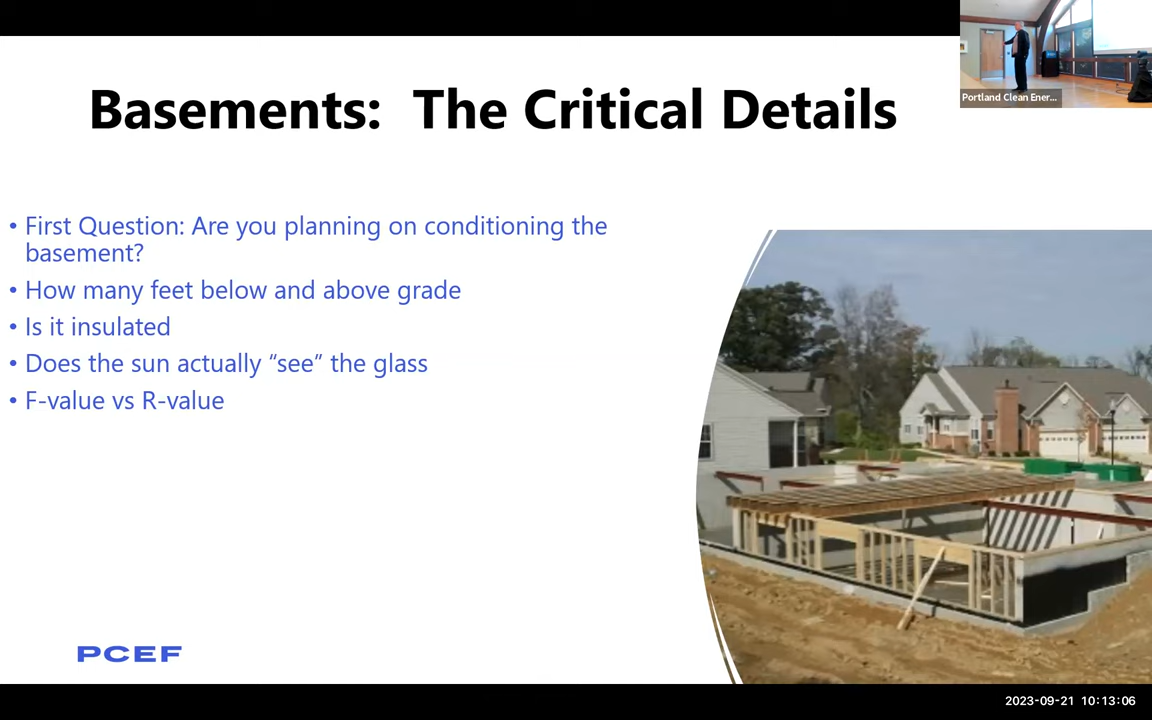 Basements:  The Critical Details
Portland Clean Ener...
• First Question: Are you planning on conditioning the
basement?
• How many feet below and above grade
• Is it insulated
• Does the sun actually “see” the glass
• F-value vs R-value
PCEF
2023-09-21 10:13:06